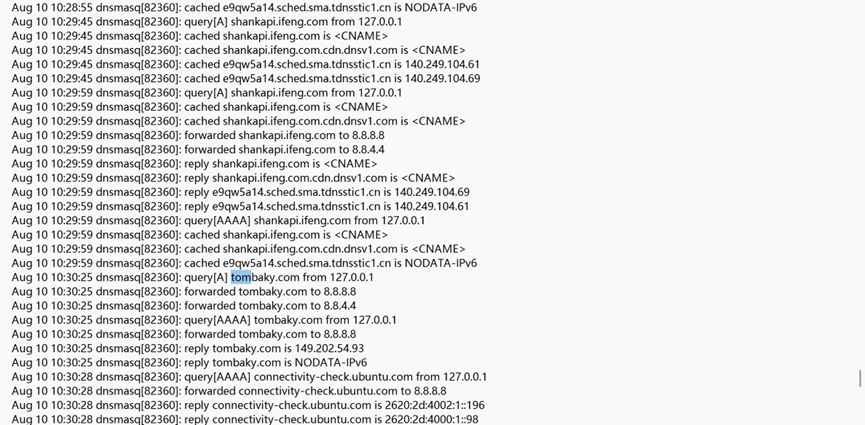 Aug 10 10:28:55 dnsmasq[82360]: cached e9qw5a14.sched.sma.tdnsstic1.cn is NODATA-IPv6
Aug 10 10:29:45 dnsmasq[82360]: query[A] shankapi.ifeng.com from 127.0.0.1
Aug 10 10:29:45 dnsmasq[82360]: cached shankapi.ifeng.com is <CNAME>
Aug 10 10:29:45 dnsmasq[82360]: cached shankapi.ifeng.com.cdn.dnsv1.com is <CNAME>
Aug 10 10:29:45 dnsmasq[82360]: cached e9qw5a14.sched.sma.tdnsstic1.cn is 140.249.104.61
Aug 10 10:29:45 dnsmasq[82360]: cached e9qw5a14.sched.sma.tdnsstic1.cn is 140.249.104.69
Aug 10 10:29:59 dnsmasq[82360]: query[A] shankapi.ifeng.com from 127.0.0.1
Aug 10 10:29:59 dnsmasq[82360]: cached shankapi.ifeng.com is <CNAME>
Aug 10 10:29:59 dnsmasq[82360]: cached shankapi.ifeng.com.cdn.dnsv1.com is <CNAME>
Aug 10 10:29:59 dnsmasq[82360]: forwarded shankapi.ifeng.com to 8.8.8.8
Aug 10 10:29:59 dnsmasq[82360]: forwarded shankapi.ifeng.com to 8.8.4.4
Aug 10 10:29:59 dnsmasq[82360]: reply shankapi.ifeng.com is <CNAME>
Aug 10 10:29:59 dnsmasq[82360]: reply shankapi.ifeng.com.cdn.dnsv1.com is <CNAME>
Aug 10 10:29:59 dnsmasq[82360]: reply e9qw5a14.sched.sma.tdnsstic1.cn is 140.249.104.69
Aug 10 10:29:59 dnsmasq[82360]: reply e9qw5a14.sched.sma.tdnsstic1.cn is 140.249.104.61
Aug 10 10:29:59 dnsmasq[82360]: query[AAAA] shankapi.ifeng.com from 127.0.0.1
Aug 10 10:29:59 dnsmasq[82360]: cached shankapi.ifeng.com is <CNAME>
Aug 10 10:29:59 dnsmasq[82360]: cached shankapi.ifeng.com.cdn.dnsv1.com is <CNAME>
Aug 10 10:29:59 dnsmasq[82360]: cached e9qw5a14.sched.sma.tdnsstic1.cn is NODATA-IPv6
Aug 10 10:30:25 dnsmasq[82360]: query[A] tombaky.com from 127.0.0.1
Aug 10 10:30:25 dnsmasq[82360]: forwarded tombaky.com to 8.8.8.8
Aug 10 10:30:25 dnsmasq[82360]: forwarded tombaky.com to 8.8.4.4
Aug 10 10:30:25 dnsmasq[82360]: query[AAAA] tombaky.com from 127.0.0.1
Aug 10 10:30:25 dnsmasq[82360]: forwarded tombaky.com to 8.8.8.8
Aug 10 10:30:25 dnsmasq[82360]: reply tombaky.com is 149.202.54.93
Aug 10 10:30:25 dnsmasq[82360]: reply tombaky.com is NODATA-IPv6
Aug 10 10:30:28 dnsmasq[82360]: query[AAAA] connectivity-check.ubuntu.com from 127.0.0.1
Aug 10 10:30:28 dnsmasq[82360]: forwarded connectivity-check.ubuntu.com to 8.8.8.8
Aug 10 10:30:28 dnsmasq[82360]: reply connectivity-check.ubuntu.com is 2620:2d:4002:1::196
Aug 10 10:30:28 dnsmasq[82360]: reply connectivity-check.ubuntu.com is 2620:2d:4000:1::98